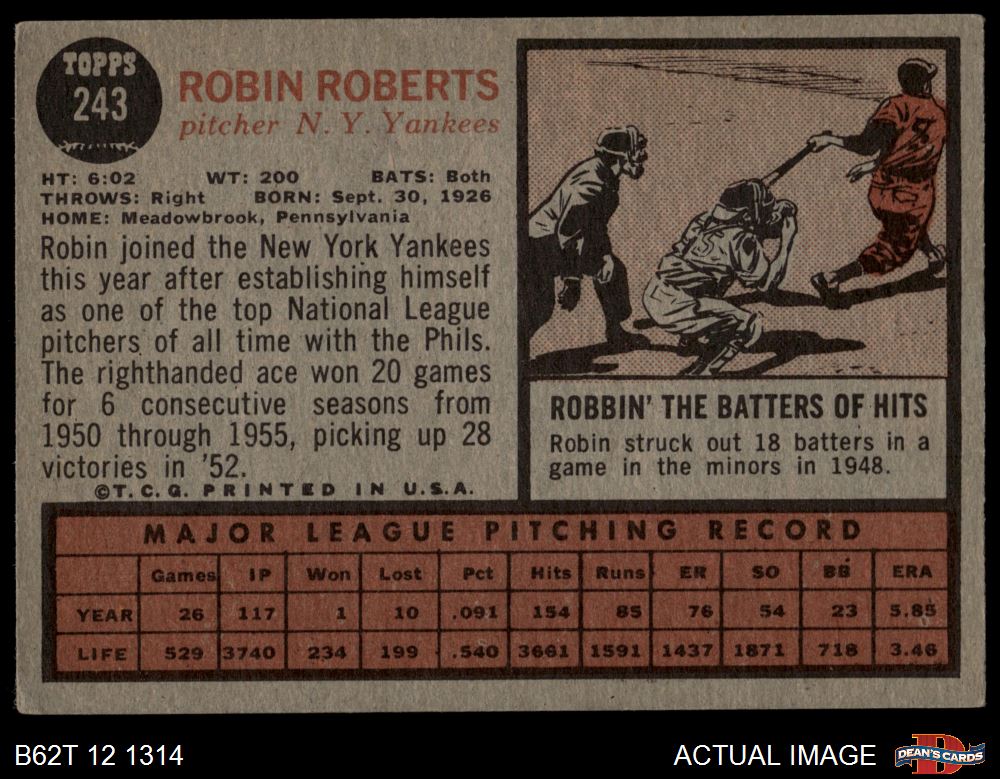 TOPPS
243
ROBIN ROBERTS
pitcher N. Y. Yankees
HT: 6:02 WT: 200 BATS: Both
THROWS: Right BORN: Sept. 30, 1926
HOME: Meadowbrook, Pennsylvania
Robin joined the New York Yankees
this year after establishing himself
as one of the top National League
pitchers of all time with the Phils.
The righthanded ace won 20 games
for 6 consecutive seasons from
1950 through 1955, picking up 28
victories in '52.
©T. C. G. PRINTED IN U.S.A.
ROBBIN' THE BATTERS OF HITS
Robin struck out 18 batters in a
game in the minors in 1948.
MAJOR LEAGUE PITCHING RECORD
Games IP Won Lost Pct Hits Runs ER SO BB ERA
YEAR 26 117 1 10 .091 154 85 76 54 23 5.85
LIFE 529 3740 234 199 .540 3661 1591 1437 1871 718 3.46
B62T 12 1314
ACTUAL IMAGE
DEAN'S CARDS